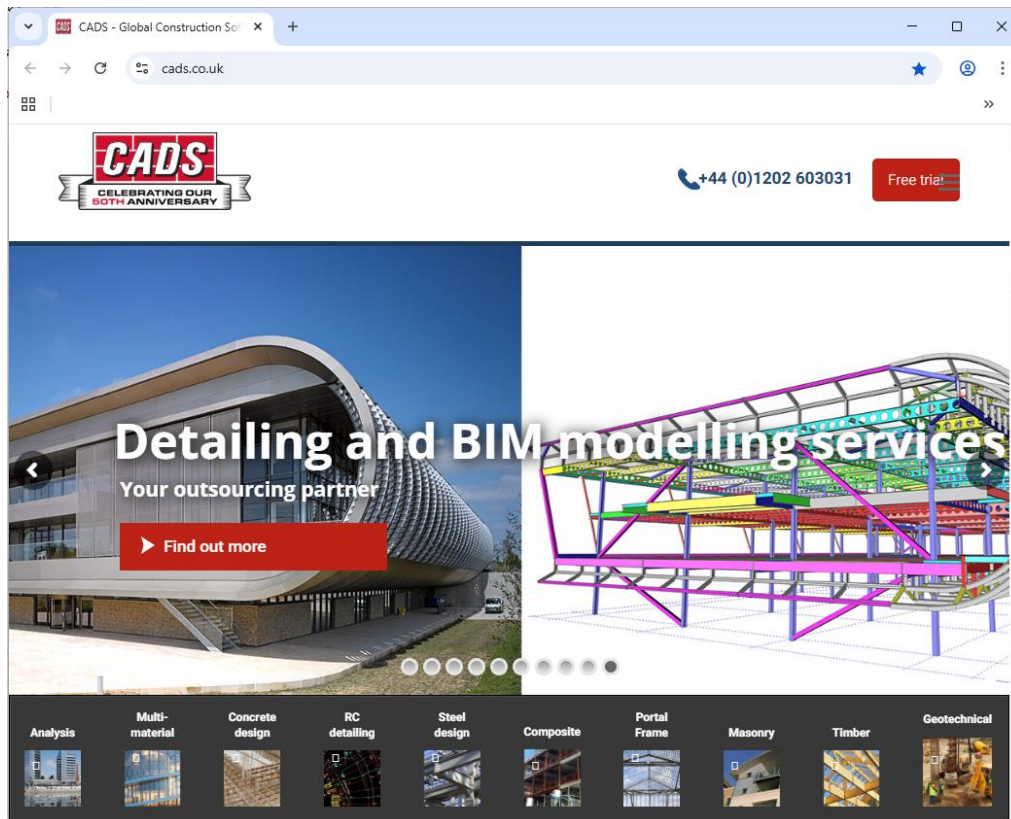 CADS - Global Construction Sof
cads.co.uk
CADS
CELEBRATING OUR
50TH ANNIVERSARY
+44 (0)1202 603031
Free trial
Detailing and BIM modelling services
Your outsourcing partner
Find out more
Analysis
Multi-
material
Concrete
design
RC
detailing
Steel
design
Composite
Portal
Frame
Masonry
Timber
Geotechnical